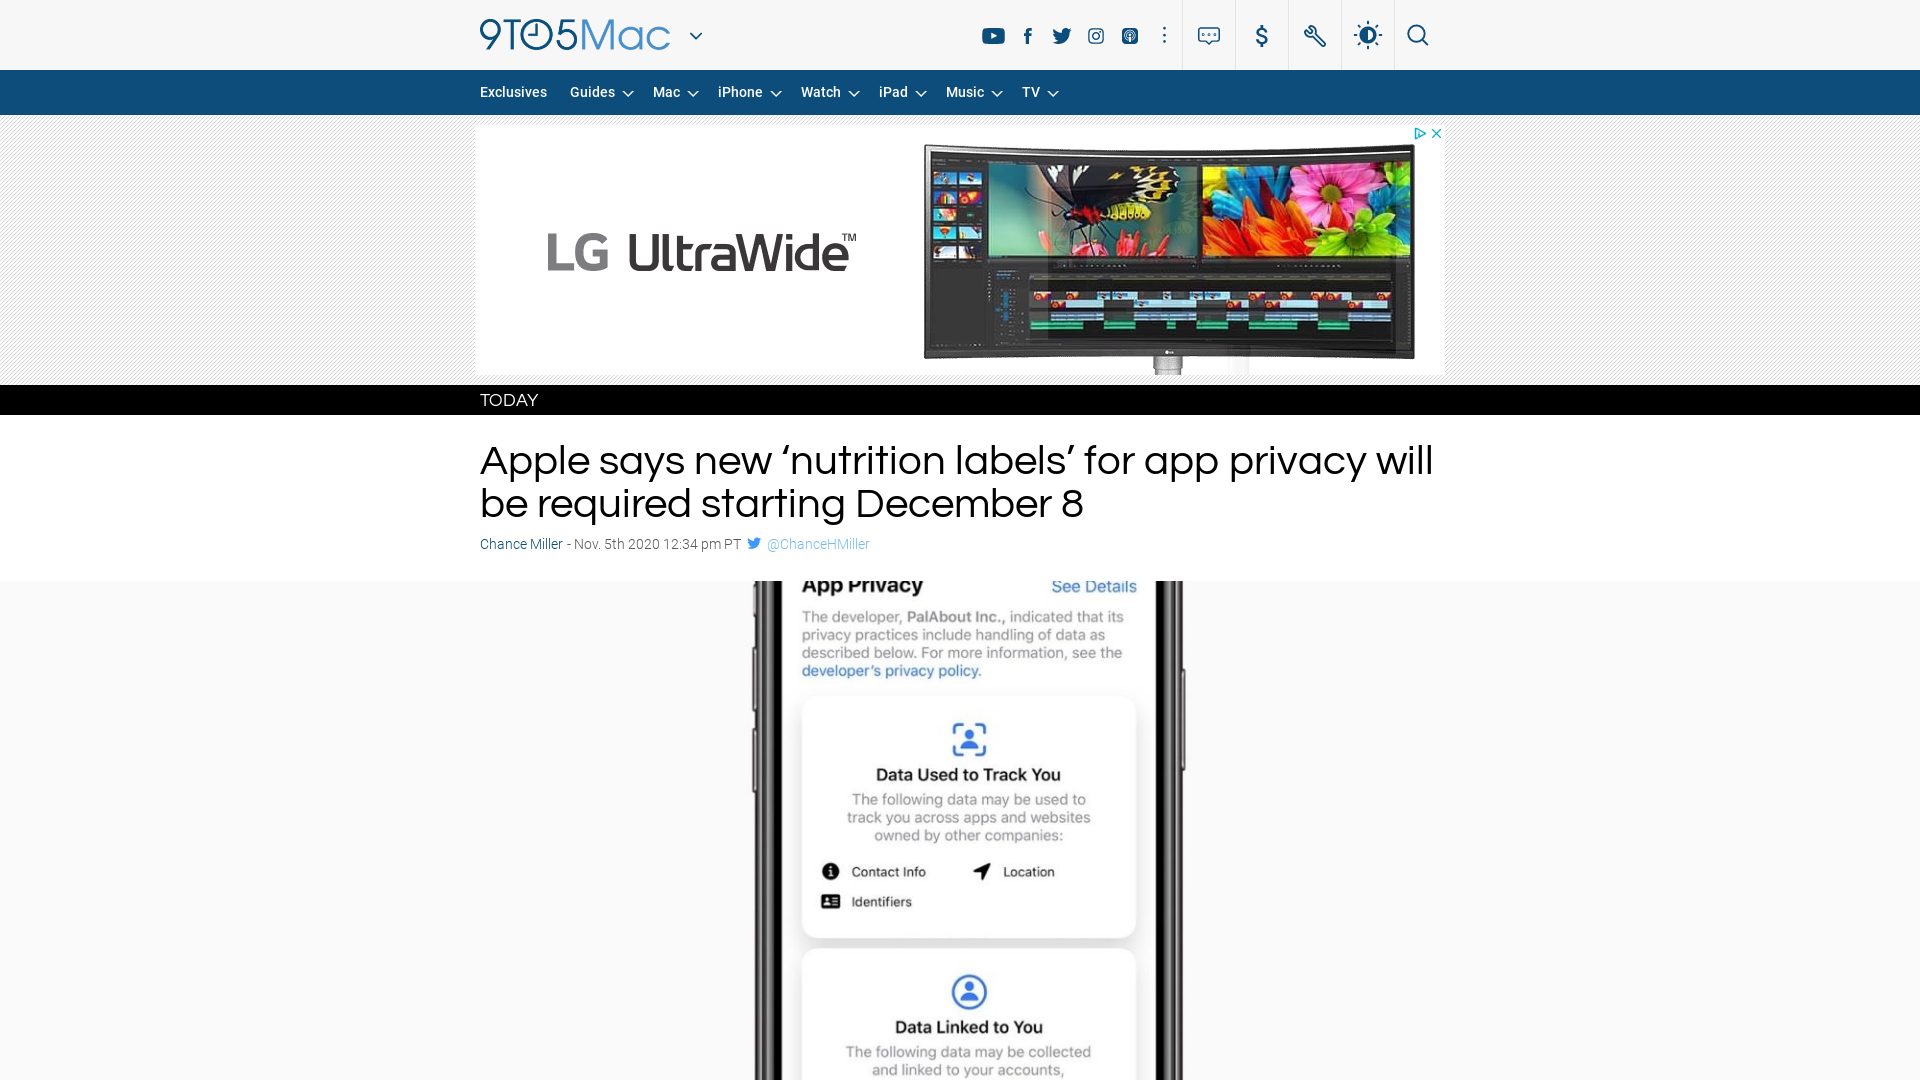 9TO5Mac
Exclusives Guides Mac iPhone Watch iPad Music TV
LG UltraWide™
TODAY
Apple says new ‘nutrition labels’ for app privacy will
be required starting December 8
Chance Miller - Nov. 5th 2020 12:34 pm PT @ChanceHMiller
App Privacy See Details
The developer, PalAbout Inc., indicated that its
privacy practices include handling of data as
described below. For more information, see the
developer’s privacy policy.
Data Used to Track You
The following data may be used to
track you across apps and websites
owned by other companies:
Contact Info Location
Identifiers
Data Linked to You
The following data may be collected
and linked to your accounts,